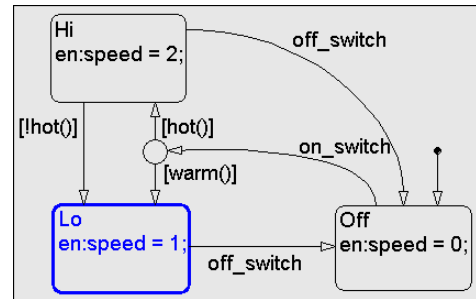 Hi
en:speed = 2;
off_switch
[!hot()]
[hot()]
on_switch
[warm()]
Lo
en:speed = 1;
off_switch
Off
en:speed = 0;